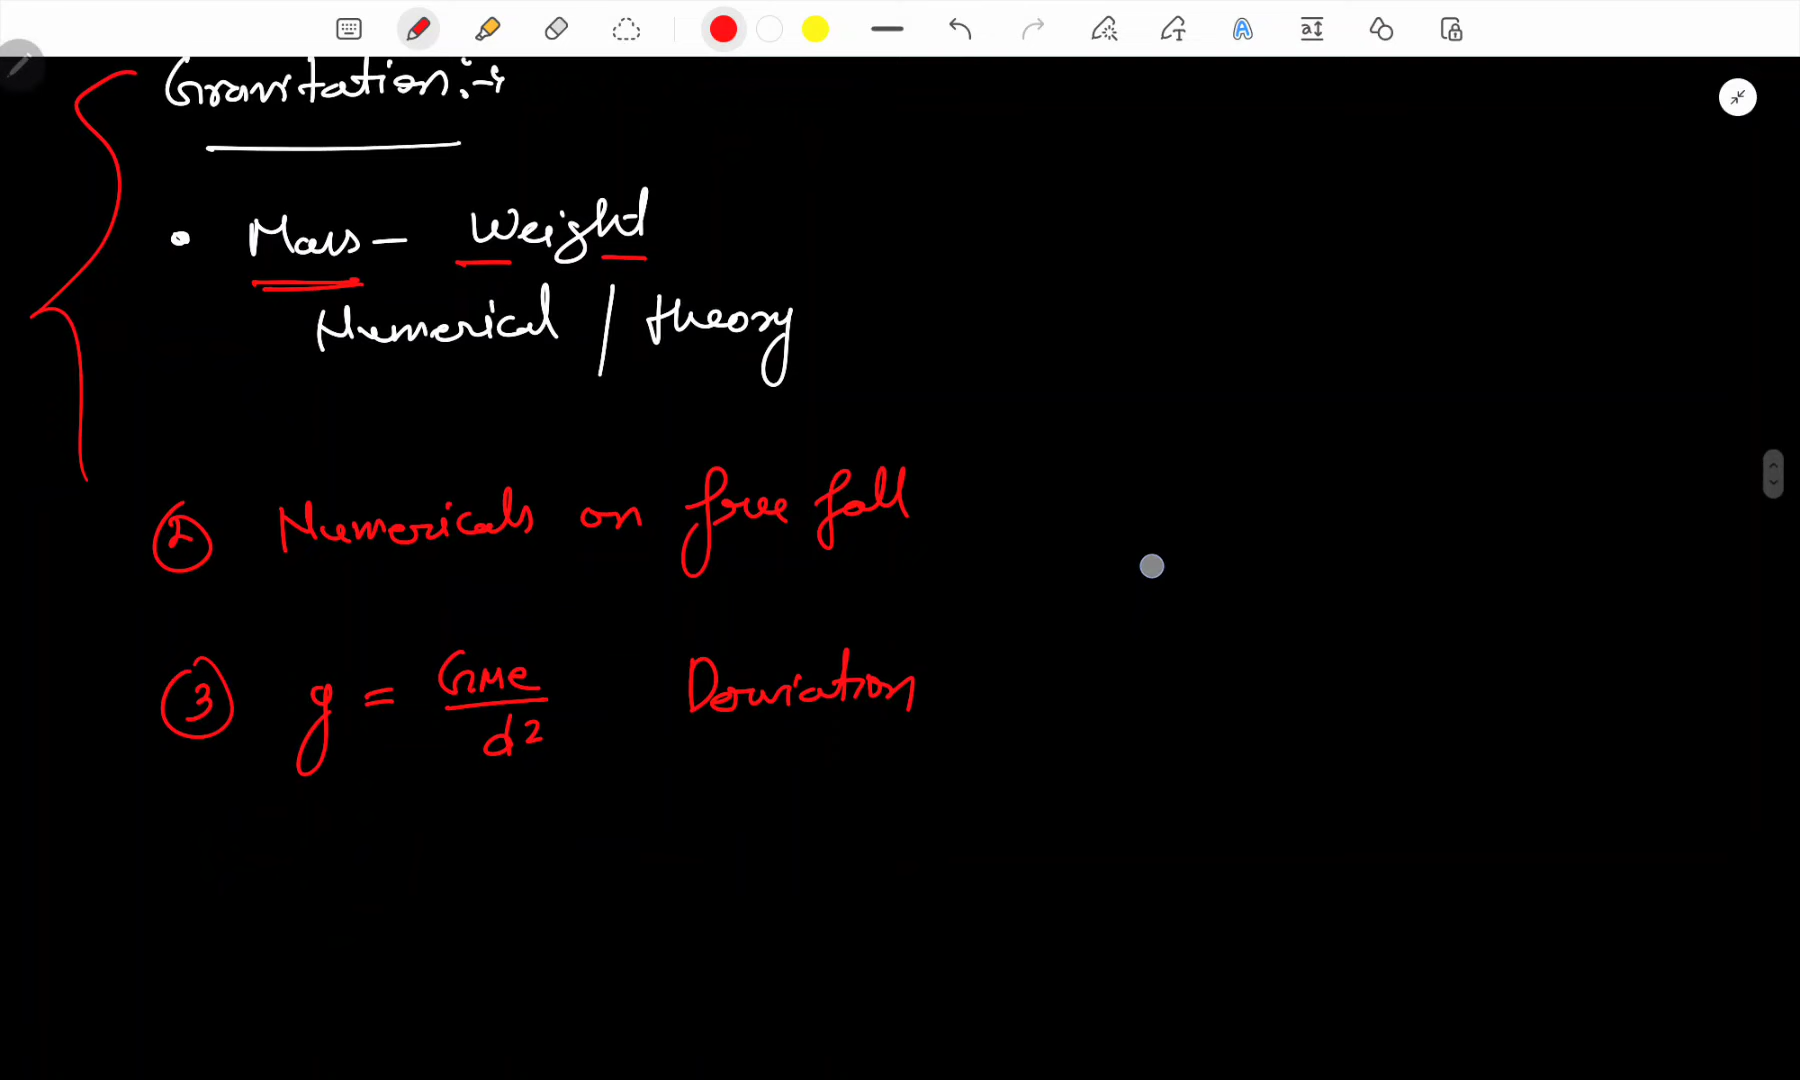 Gravitation :→
• Mass – Weight
Numerical / theory
② Numericals on free fall
③ g = GMe / d² Derivation